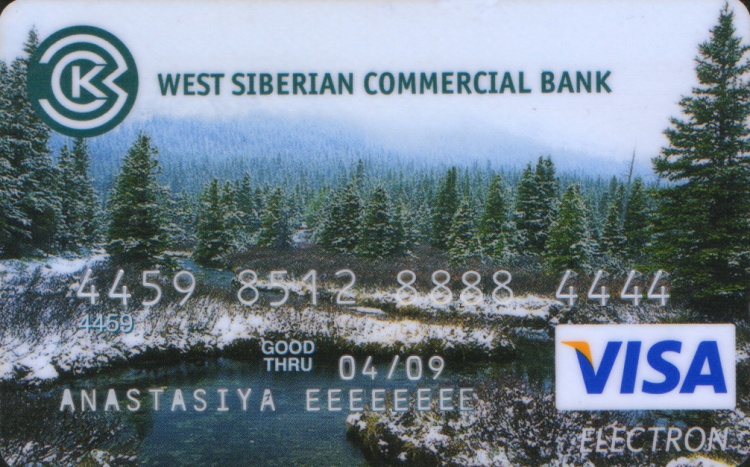 WEST SIBERIAN COMMERCIAL BANK
4459 8512 8888 4444
4459
GOOD THRU 04/09
ANASTASIYA EEEEEEEE
VISA
ELECTRON